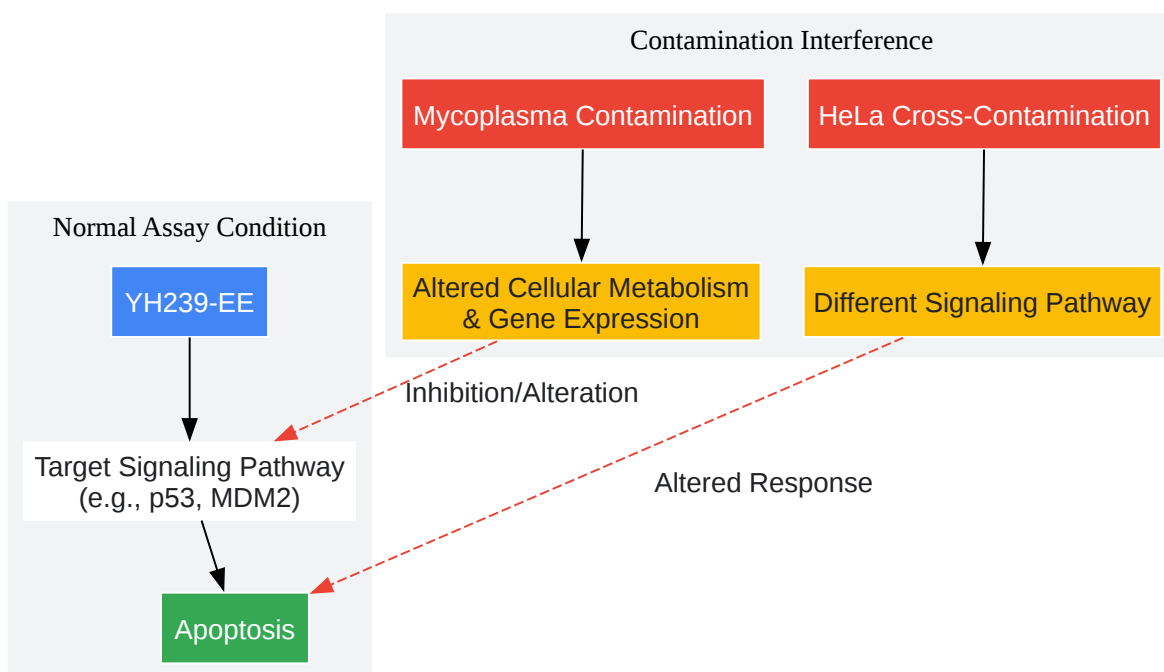 Contamination Interference
Mycoplasma Contamination
HeLa Cross-Contamination
Normal Assay Condition
YH239-EE
Altered Cellular Metabolism
& Gene Expression
Different Signaling Pathway
Inhibition/Alteration
Target Signaling Pathway
(e.g., p53, MDM2)
Altered Response
Apoptosis